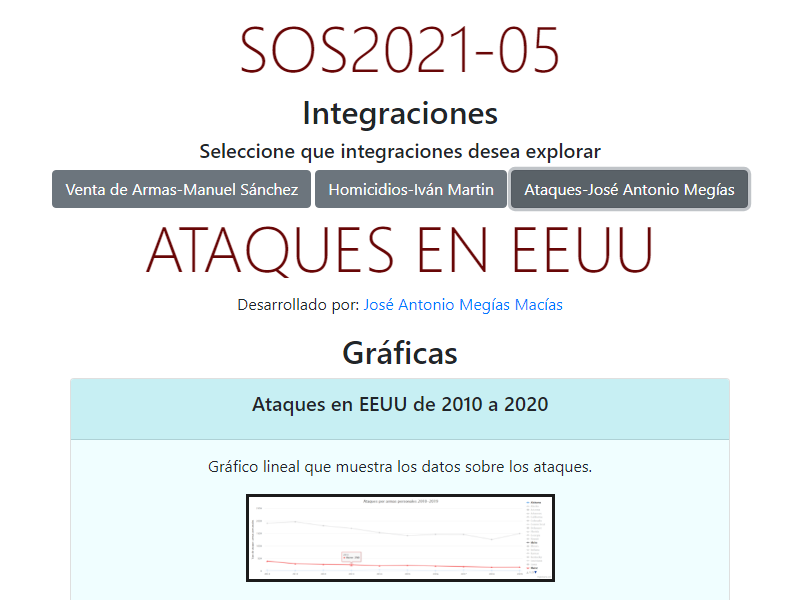 SOS2021-05
Integraciones
Seleccione que integraciones desea explorar
Venta de Armas-Manuel Sánchez
Homicidios-Iván Martin
Ataques-José Antonio Megías
ATAQUES EN EEUU
Desarrollado por: José Antonio Megías Macías
Gráficas
Ataques en EEUU de 2010 a 2020
Gráfico lineal que muestra los datos sobre los ataques.